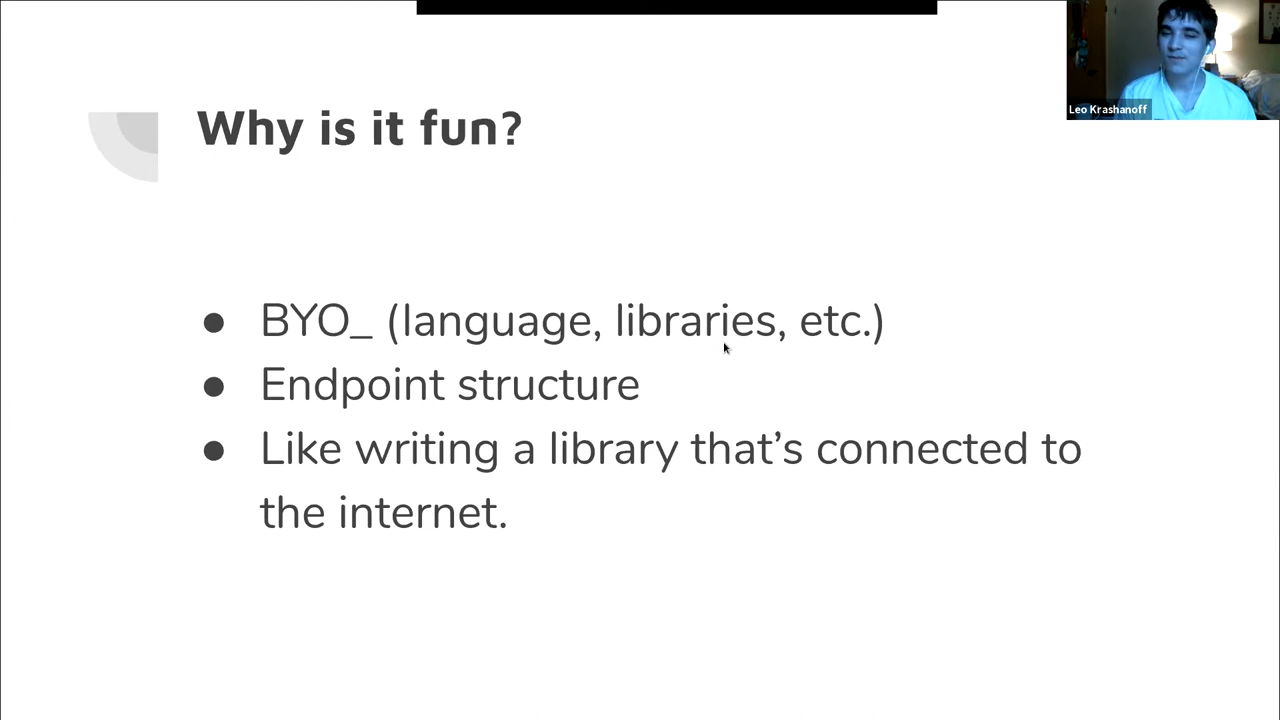 Leo Krashanoff
Why is it fun?
● BYO_ (language, libraries, etc.)
● Endpoint structure
● Like writing a library that’s connected to
the internet.